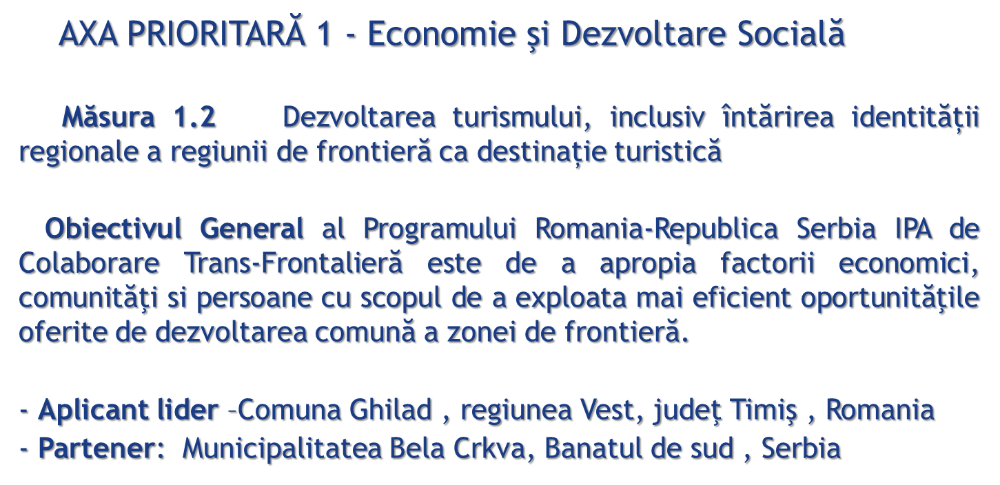 AXA PRIORITARĂ 1 - Economie şi Dezvoltare Socială
Măsura 1.2 Dezvoltarea turismului, inclusiv întărirea identității
regionale a regiunii de frontieră ca destinație turistică
Obiectivul General al Programului Romania-Republica Serbia IPA de
Colaborare Trans-Frontalieră este de a apropia factorii economici,
comunităţi si persoane cu scopul de a exploata mai eficient oportunităţile
oferite de dezvoltarea comună a zonei de frontieră.
- Aplicant lider –Comuna Ghilad , regiunea Vest, judeţ Timiş , Romania
- Partener: Municipalitatea Bela Crkva, Banatul de sud , Serbia